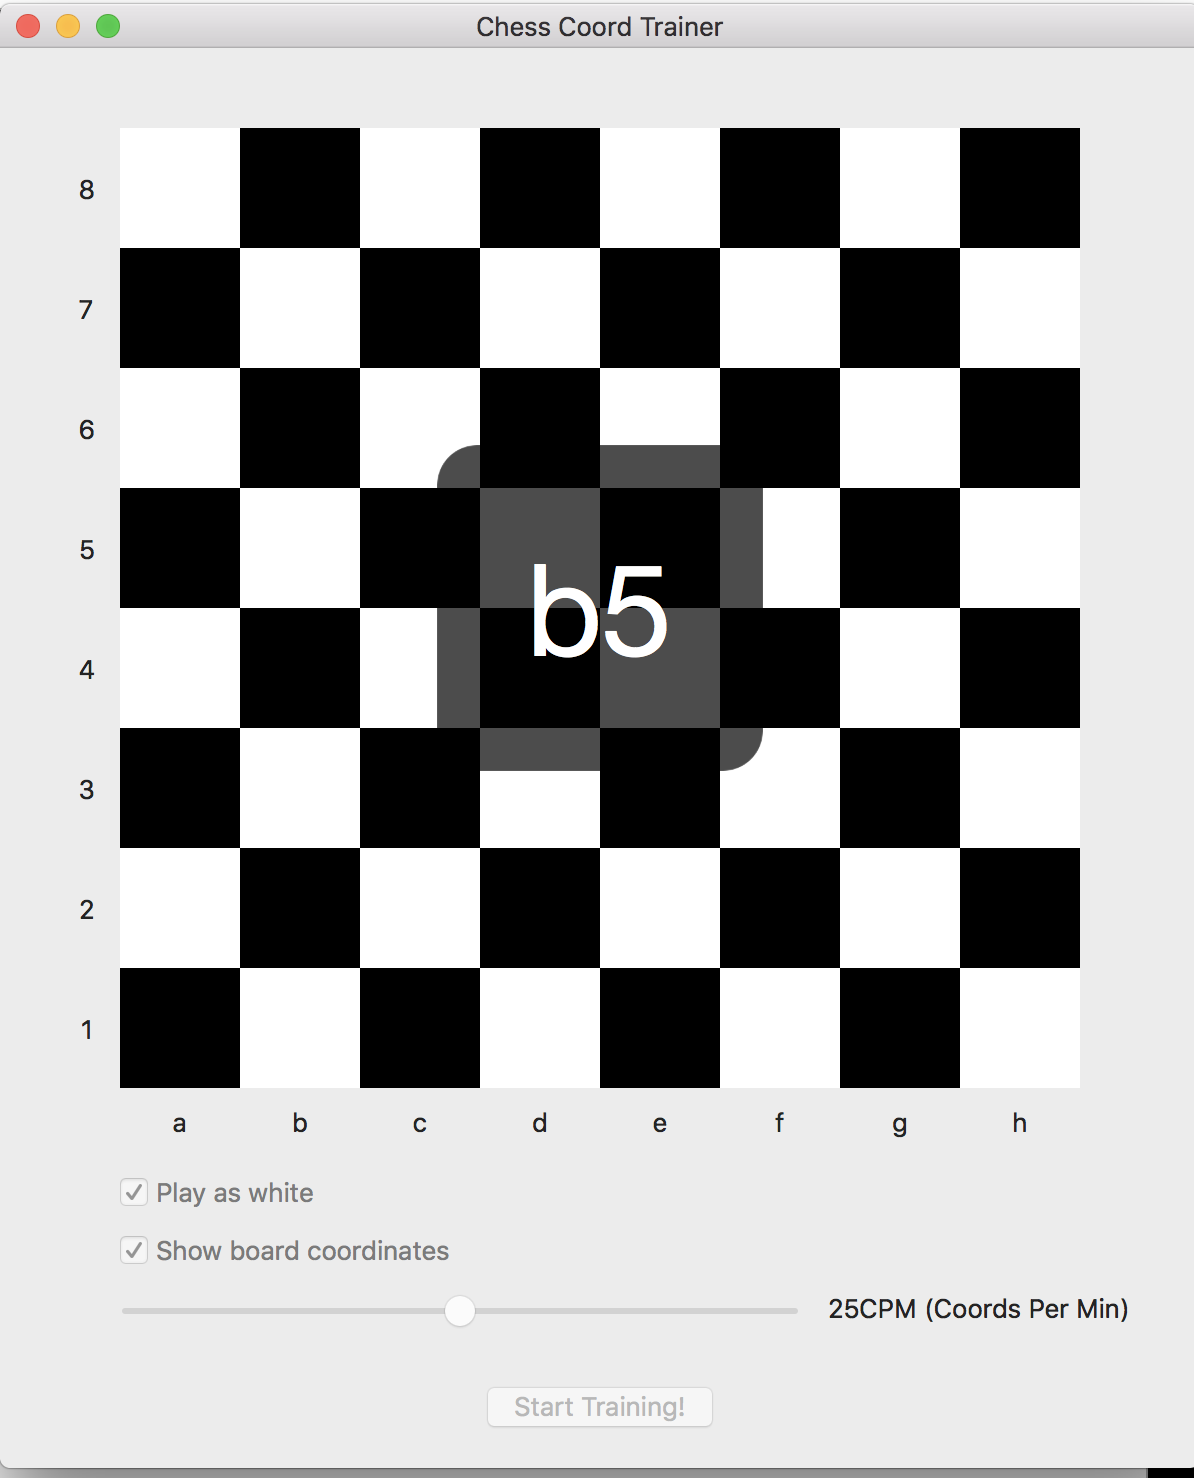 Chess Coord Trainer
8
7
6
5
b5
4
3
2
1
a b c d e f g h
Play as white
Show board coordinates
25CPM (Coords Per Min)
Start Training!